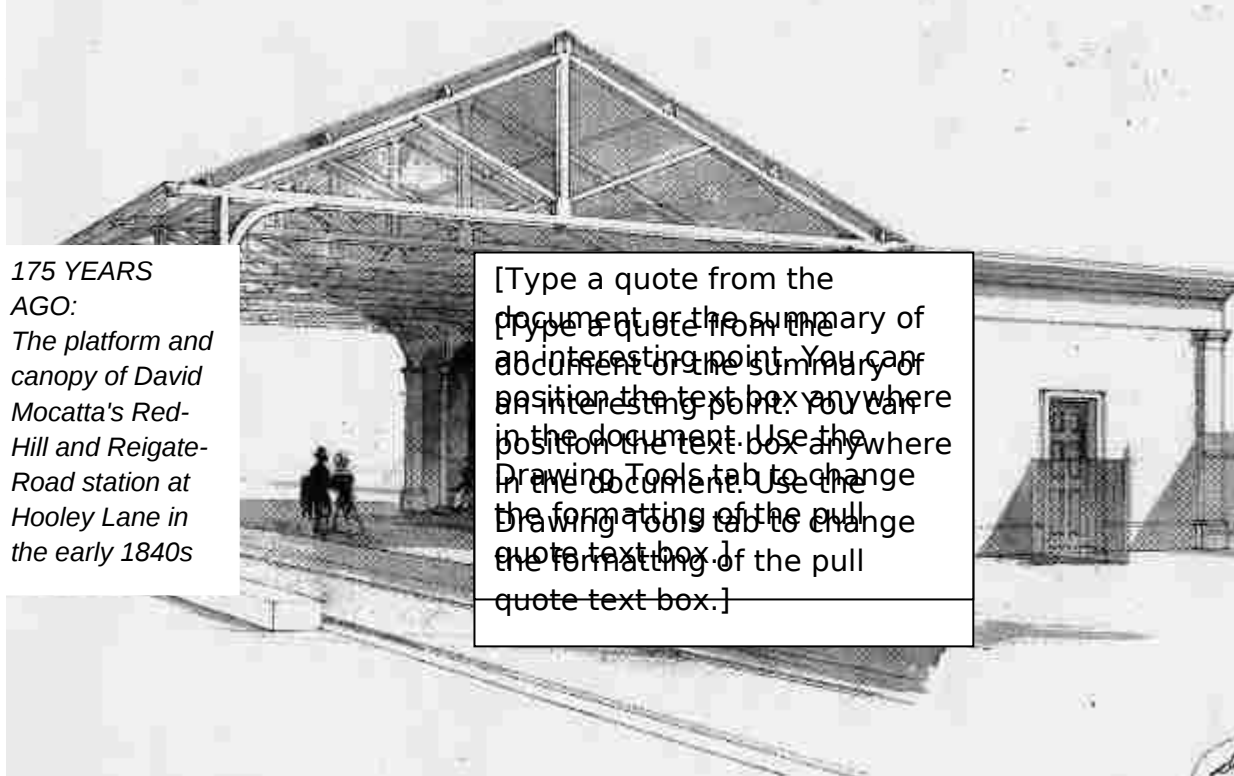 175 YEARS
AGO:
The platform and
canopy of David
Mocatta's Red-
Hill and Reigate-
Road station at
Hooley Lane in
the early 1840s
[Type a quote from the
document or the summary of
an interesting point. You can
position the text box anywhere
in the document. Use the
Drawing Tools tab to change
the formatting of the pull
quote text box.]
[Type a quote from the
document or the summary of
an interesting point. You can
position the text box anywhere
in the document. Use the
Drawing Tools tab to change
the formatting of the pull
quote text box.]